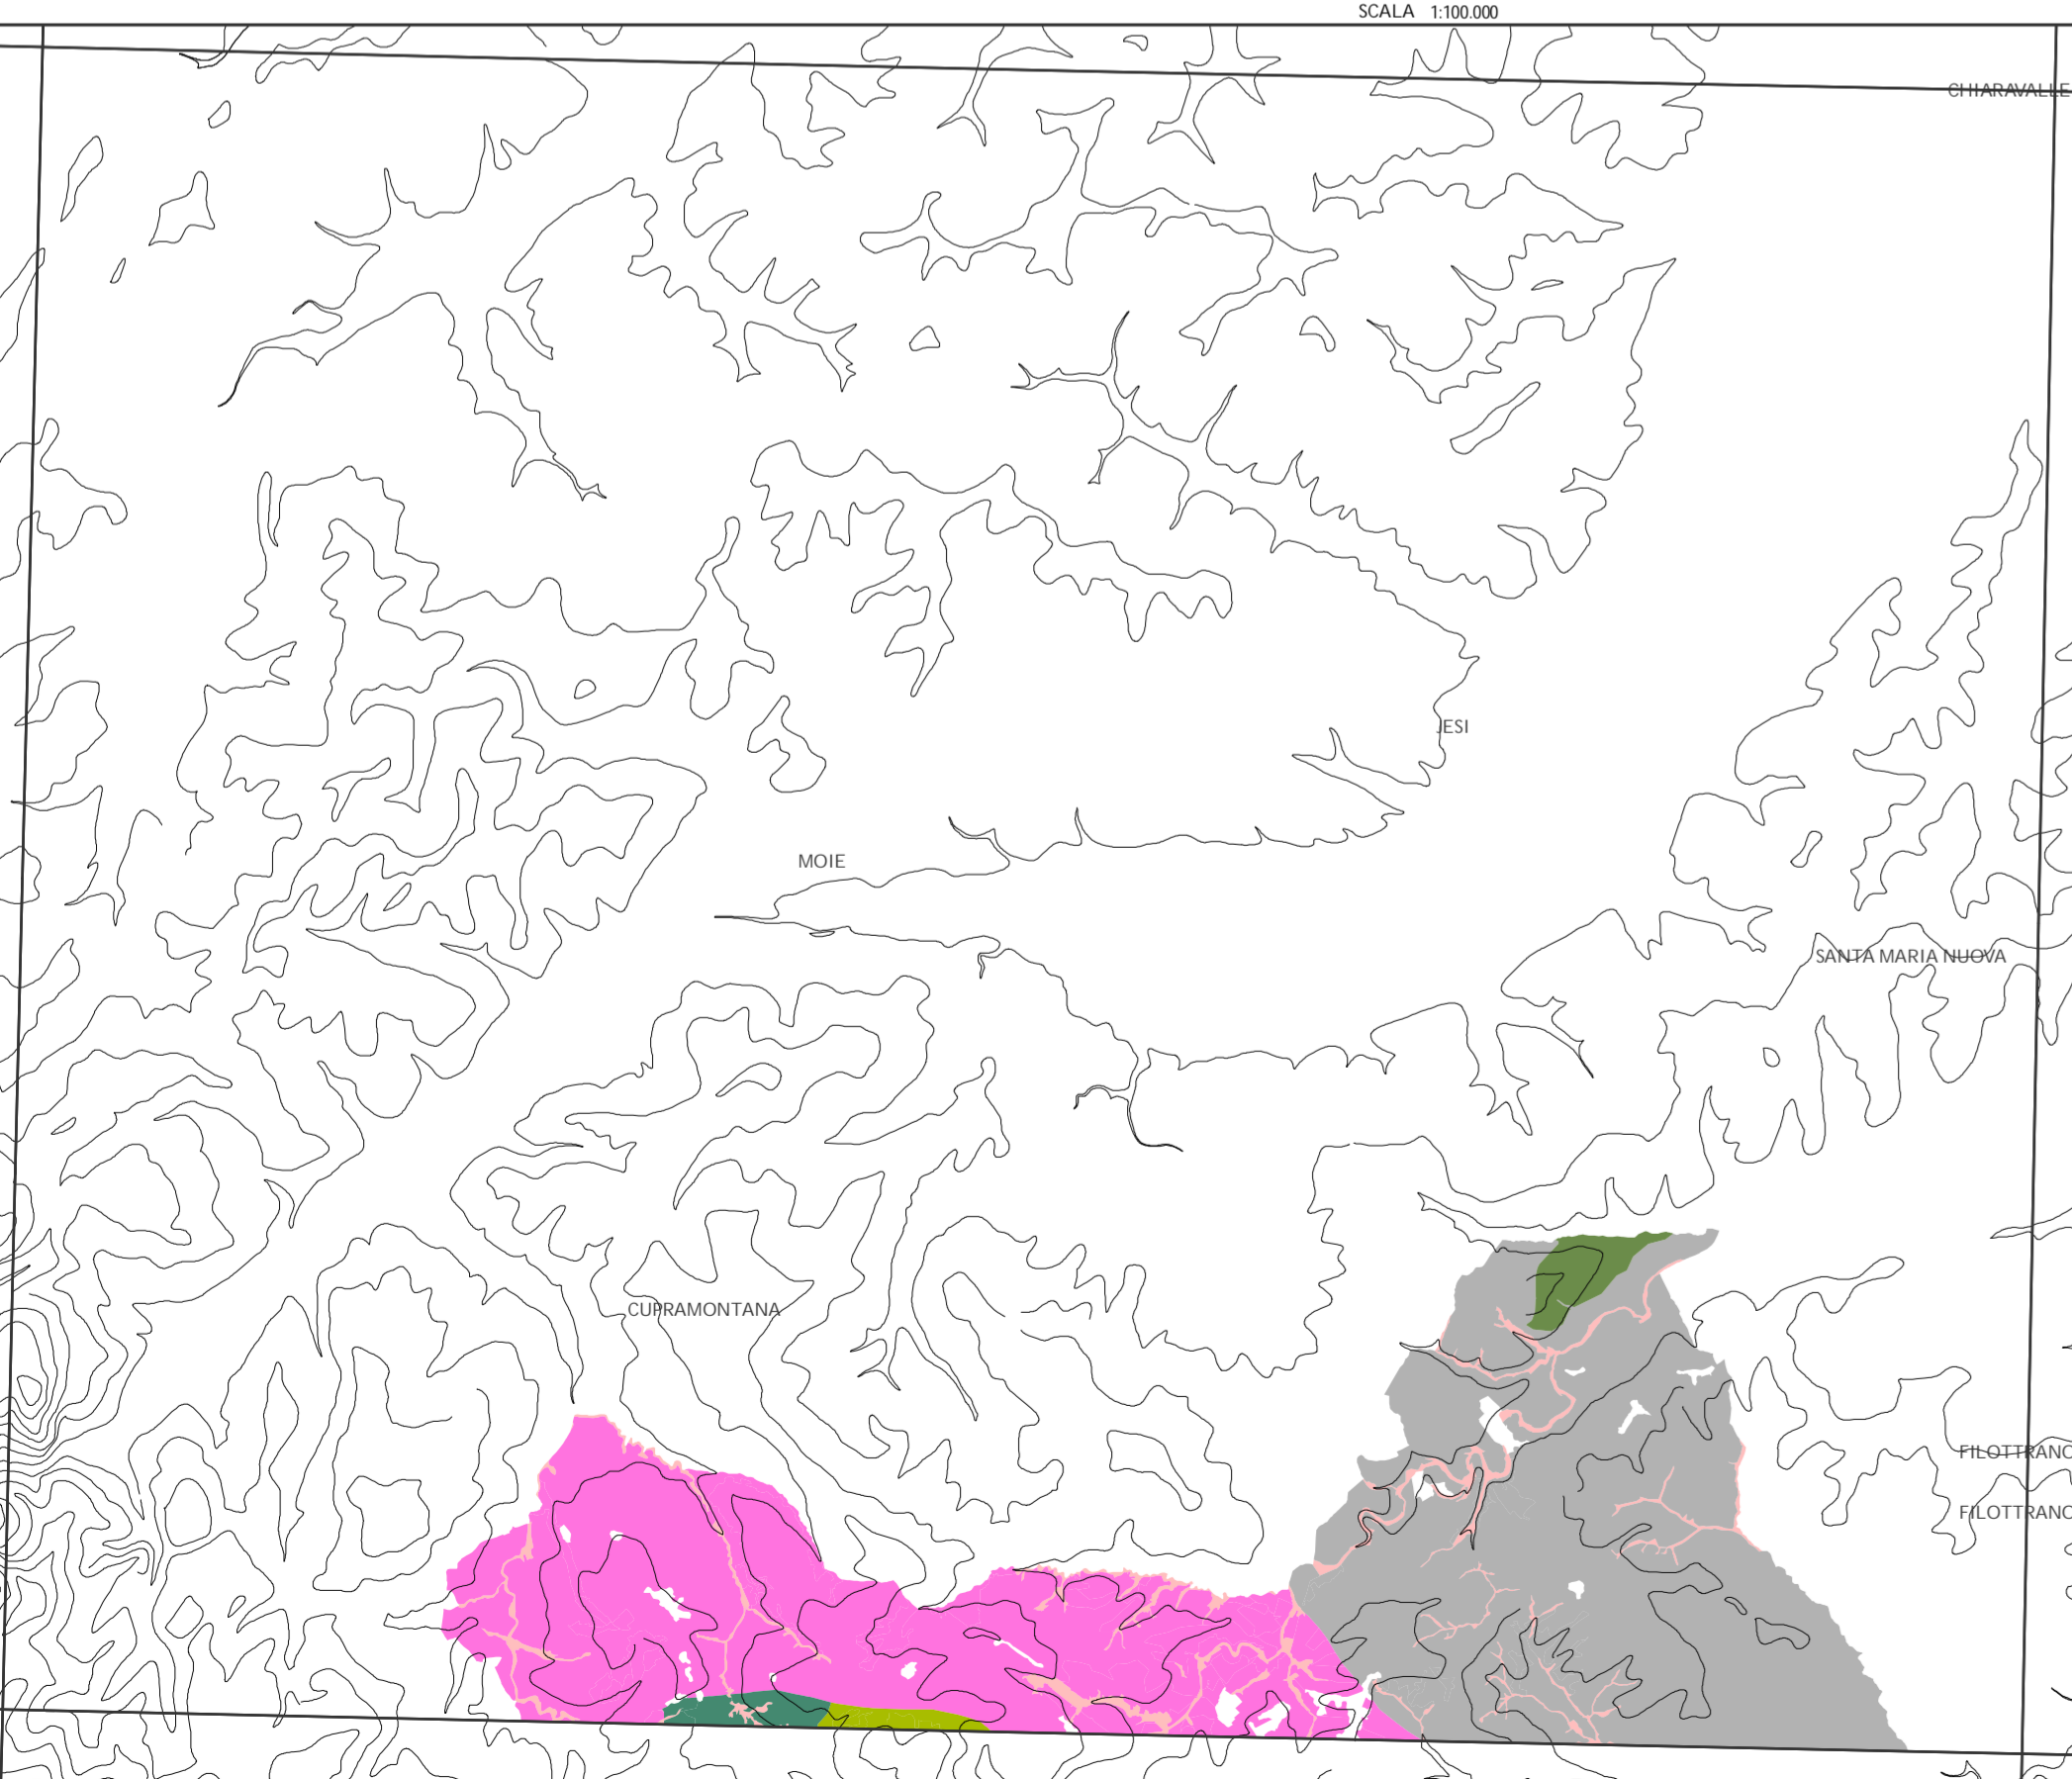 SCALA 1:100.000
CHIARAVALLE
JESI
MOIE
SANTA MARIA NUOVA
CUPRAMONTANA
FILOTTRANO
FILOTTRANO